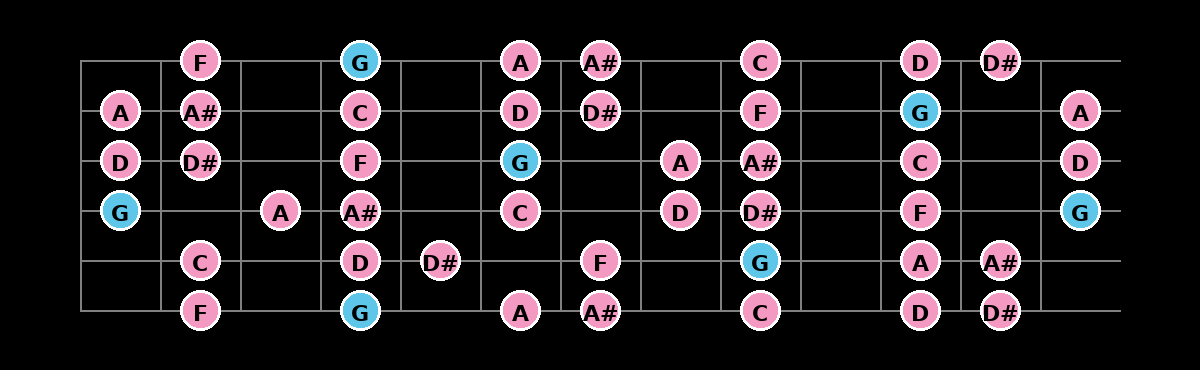 F G A A# C D D#
A A# C D D# F G A
D D# F G A A# C D
G A A# C D D# F G
C D D# F G A A#
F G A A# C D D#